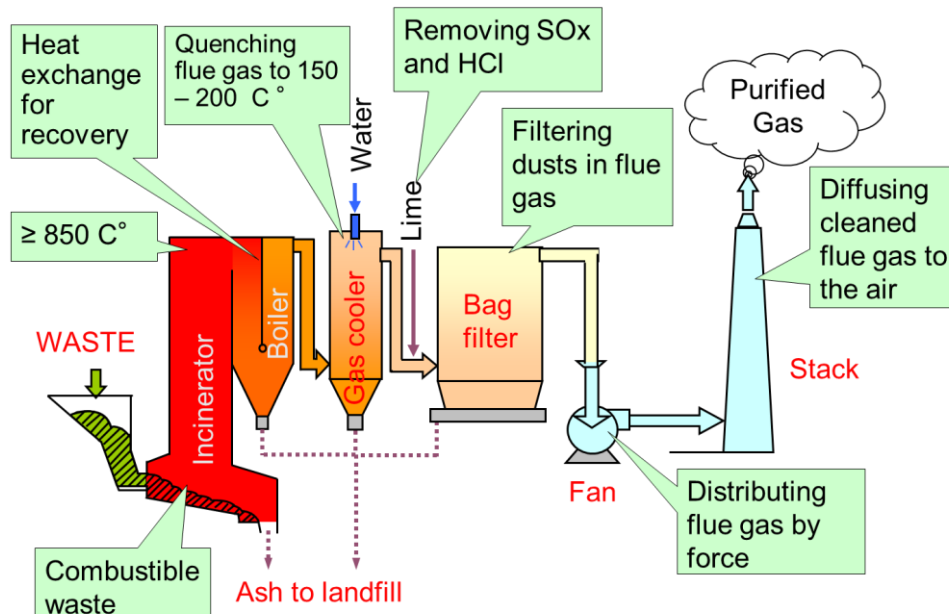 Heat
exchange
for
recovery
Quenching
flue gas to 150
– 200 C °
Removing SOx
and HCl
Purified
Gas
Water
Lime
Filtering
dusts in flue
gas
Diffusing
cleaned
flue gas to
the air
≥ 850 C°
WASTE
Incinerator
Boiler
Gas cooler
Bag
filter
Stack
Fan
Distributing
flue gas by
force
Combustible
waste
Ash to landfill